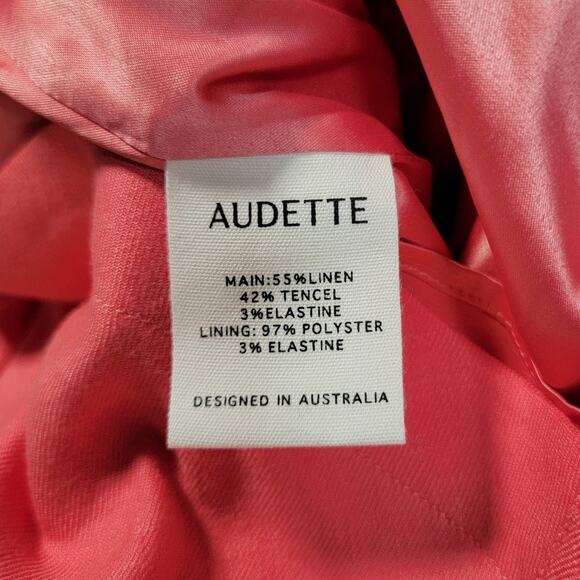 AUDETTE
MAIN:55%LINEN
42% TENCEL
3%ELASTINE
LINING: 97% POLYSTER
3% ELASTINE
DESIGNED IN AUSTRALIA